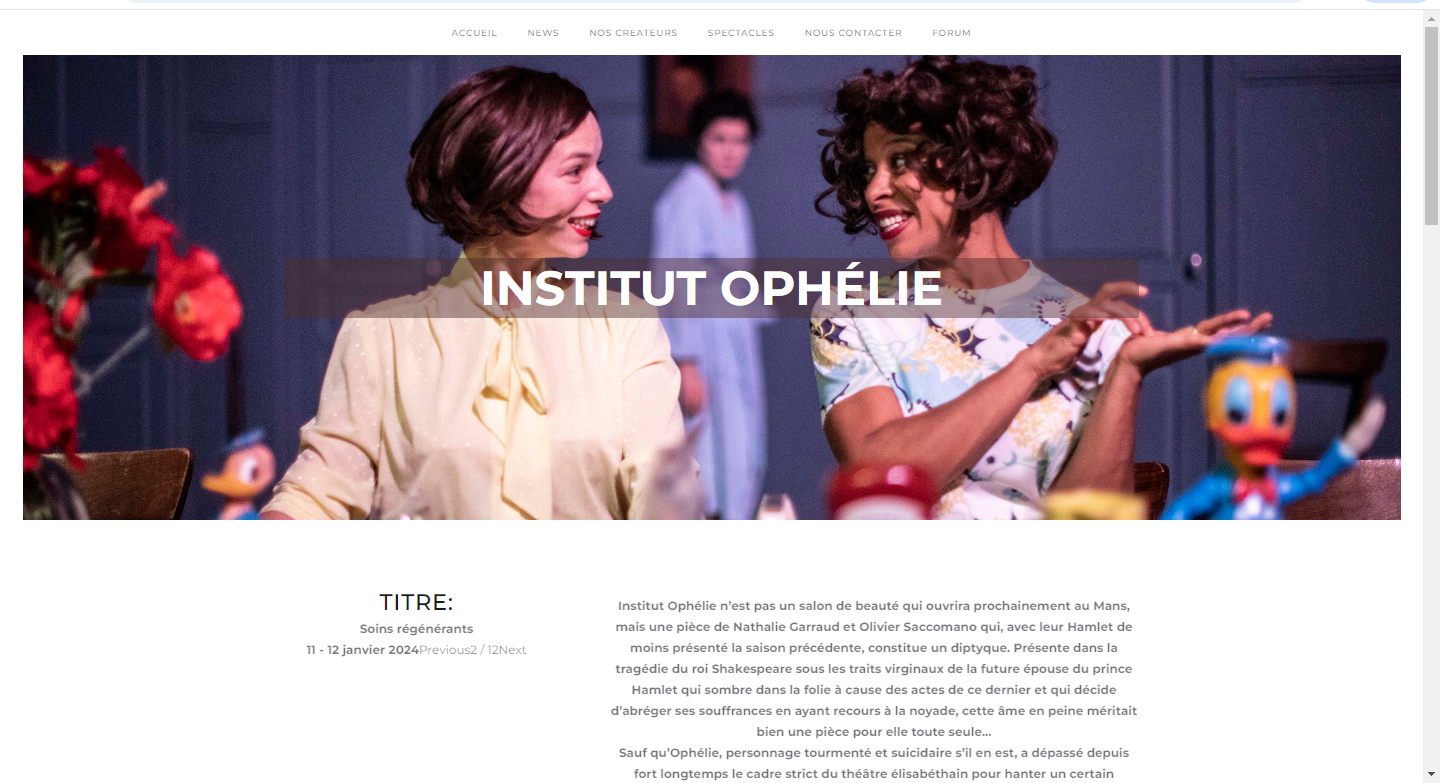 ACCUEIL NEWS NOS CREATEURS SPECTACLES NOUS CONTACTER FORUM
INSTITUT OPHÉLIE
TITRE:
Soins régénérants
11 - 12 janvier 2024Previous2 / 12Next
Institut Ophélie n’est pas un salon de beauté qui ouvrira prochainement au Mans,
mais une pièce de Nathalie Garraud et Olivier Saccomano qui, avec leur Hamlet de
moins présenté la saison précédente, constitue un diptyque. Présente dans la
tragédie du roi Shakespeare sous les traits virginaux de la future épouse du prince
Hamlet qui sombre dans la folie à cause des actes de ce dernier et qui décide
d’abréger ses souffrances en ayant recours à la noyade, cette âme en peine méritait
bien une pièce pour elle toute seule…
Sauf qu’Ophélie, personnage tourmenté et suicidaire s’il en est, a dépassé depuis
fort longtemps le cadre strict du théâtre élisabéthain pour hanter un certain